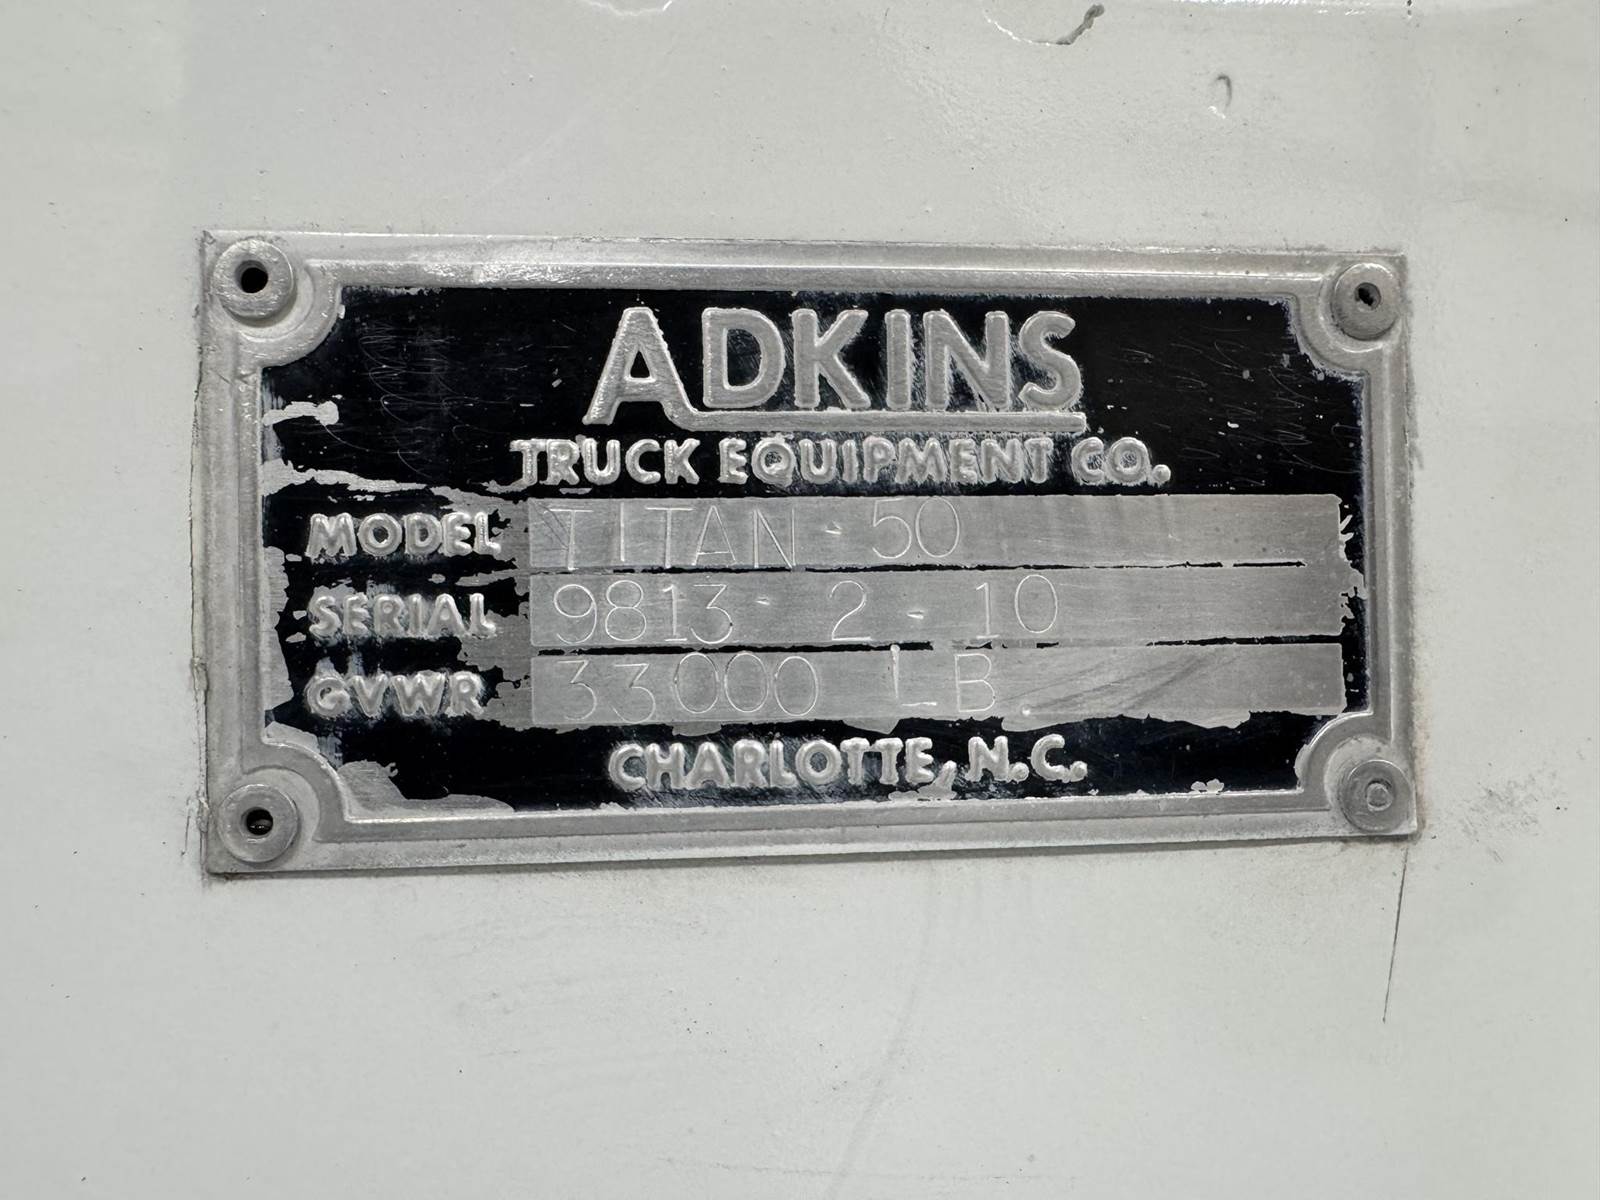 ADKINS
TRUCK EQUIPMENT CO.
MODEL TITAN - 50
SERIAL 9813 - 2 - 10
GVWR 33000 LB.
CHARLOTTE, N.C.